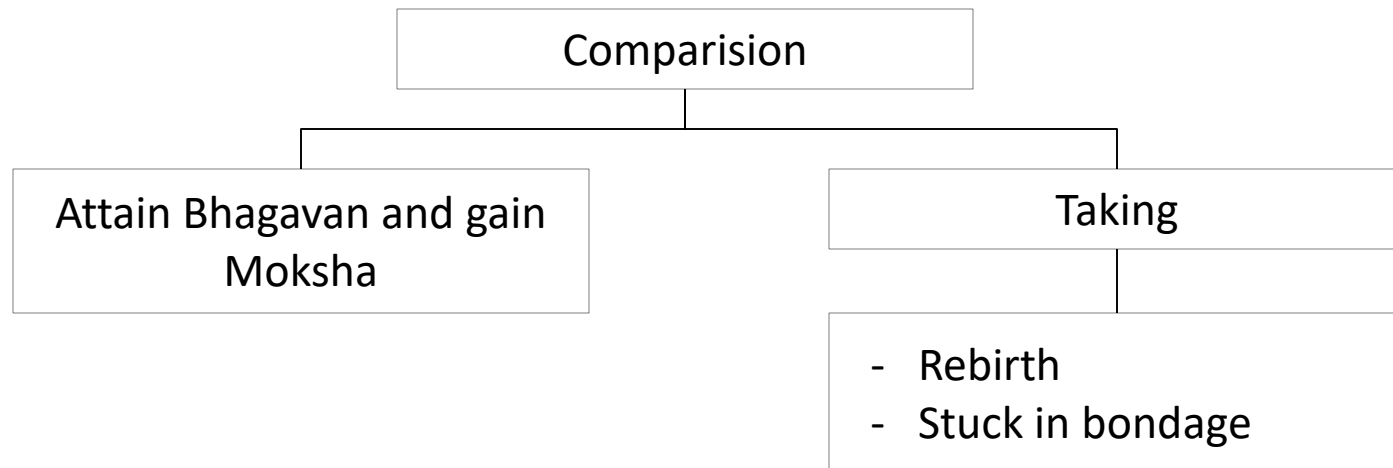 Comparision
Attain Bhagavan and gain
Moksha
Taking
- Rebirth
- Stuck in bondage